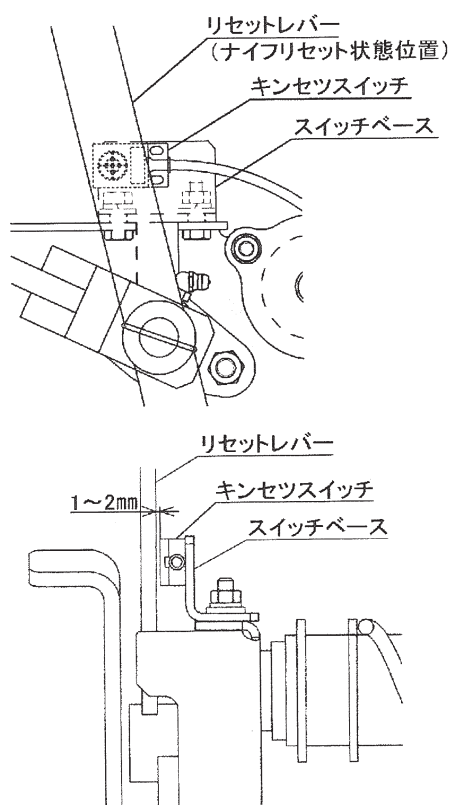 リセットレバー
(ナイフリセット状態位置)
キンセツスイッチ
スイッチベース
リセットレバー
1~2mm
キンセツスイッチ
スイッチベース